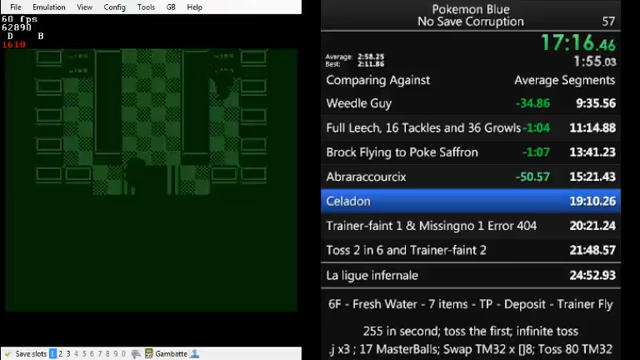 File Emulation View Config Tools GB Help
60 fps
62890
D B
1610
Pokemon Blue
No Save Corruption 57
17:16.46
Average: 2:58.25
Best: 2:11.86
1:55.03
Comparing Against Average Segments
Weedle Guy -34.86 9:35.56
Full Leech, 16 Tackles and 36 Growls -1:04 11:14.88
Brock Flying to Poke Saffron -1:07 13:41.23
Abraraccourcix -50.57 15:21.43
Celadon 19:10.26
Trainer-faint 1 & Missingno 1 Error 404 20:21.24
Toss 2 in 6 and Trainer-faint 2 21:48.57
La ligue infernale 24:52.93
6F - Fresh Water - 7 items - TP - Deposit - Trainer Fly
255 in second; toss the first; infinite toss
.j x3 ; 17 MasterBalls; Swap TM32 x []8; Toss 80 TM32
Save slots 1 2 3 4 5 6 7 8 9 0 Gambatte